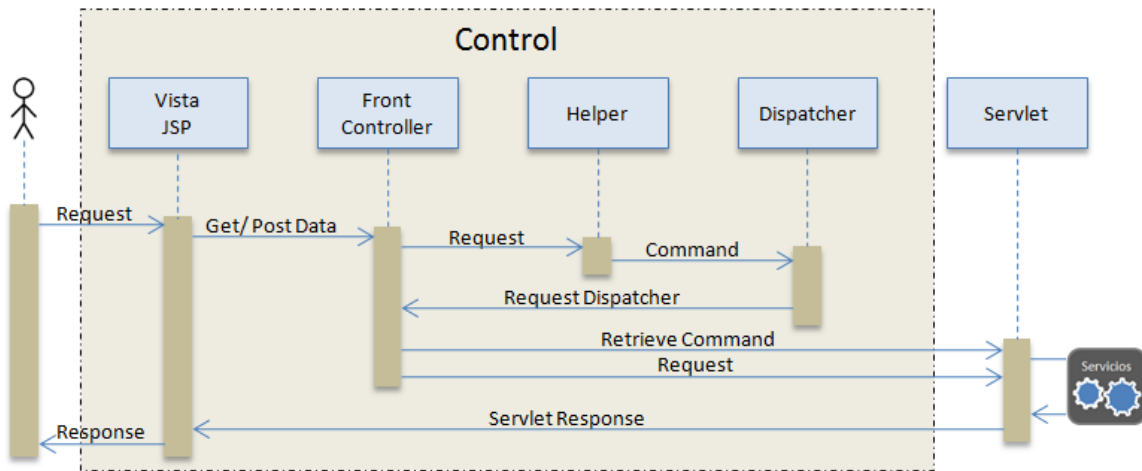 Control
Vista
JSP
Front
Controller
Helper
Dispatcher
Servlet
Request
Get/ Post Data
Request
Command
Request Dispatcher
Retrieve Command
Request
Servicios
Servlet Response
Response